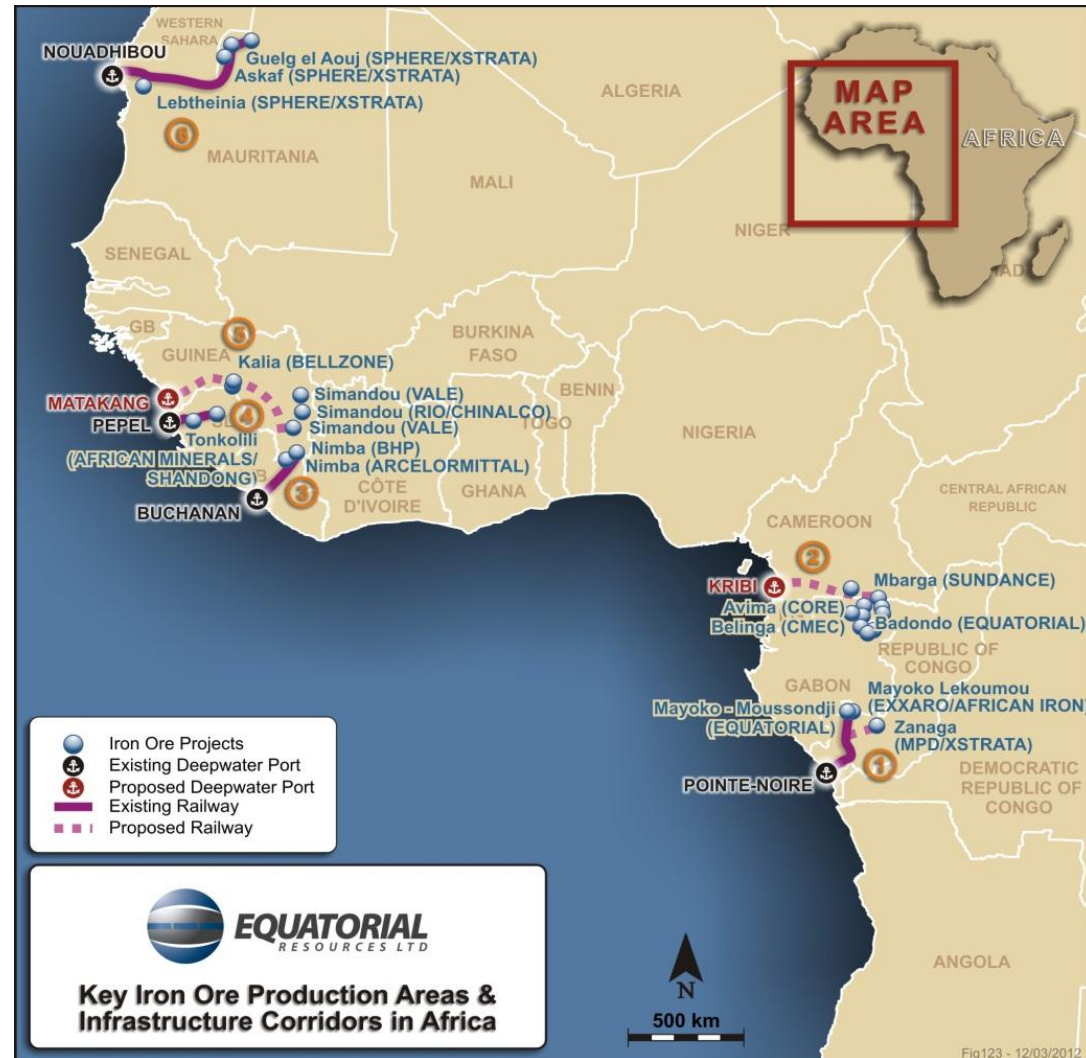 WESTERN
SAHARA
NOUADHIBOU
Guelg el Aouj (SPHERE/XSTRATA)
Askaf (SPHERE/XSTRATA)
Lebtheinia (SPHERE/XSTRATA)
6
MAURITANIA
ALGERIA
MALI
NIGER
MAP
AREA
AFRICA
SENEGAL
GB
GUINEA
5
BURKINA
FASO
BENIN
TOGO
Kalia (BELLZONE)
MATAKANG
PEPEL
4
Simandou (VALE)
Simandou (RIO/CHINALCO)
Simandou (VALE)
Tonkolili
(AFRICAN MINERALS/
SHANDONG)
Nimba (BHP)
Nimba (ARCELORMITTAL)
3
BUCHANAN
CÔTE
D'IVOIRE
GHANA
NIGERIA
CENTRAL AFRICAN
REPUBLIC
CAMEROON
2
KRIBI
Mbarga (SUNDANCE)
Avima (CORE)
Belinga (CMEC)
Badondo (EQUATORIAL)
REPUBLIC OF
CONGO
GABON
Mayoko - Moussondji
(EQUATORIAL)
Mayoko Lekoumou
(EXXARO/AFRICAN IRON)
Zanaga
(MPD/XSTRATA)
1
POINTE-NOIRE
DEMOCRATIC
REPUBLIC OF
CONGO
ANGOLA
Iron Ore Projects
Existing Deepwater Port
Proposed Deepwater Port
Existing Railway
Proposed Railway
EQUATORIAL
RESOURCES LTD
Key Iron Ore Production Areas &
Infrastructure Corridors in Africa
N
500 km
Fig123 - 12/03/2012